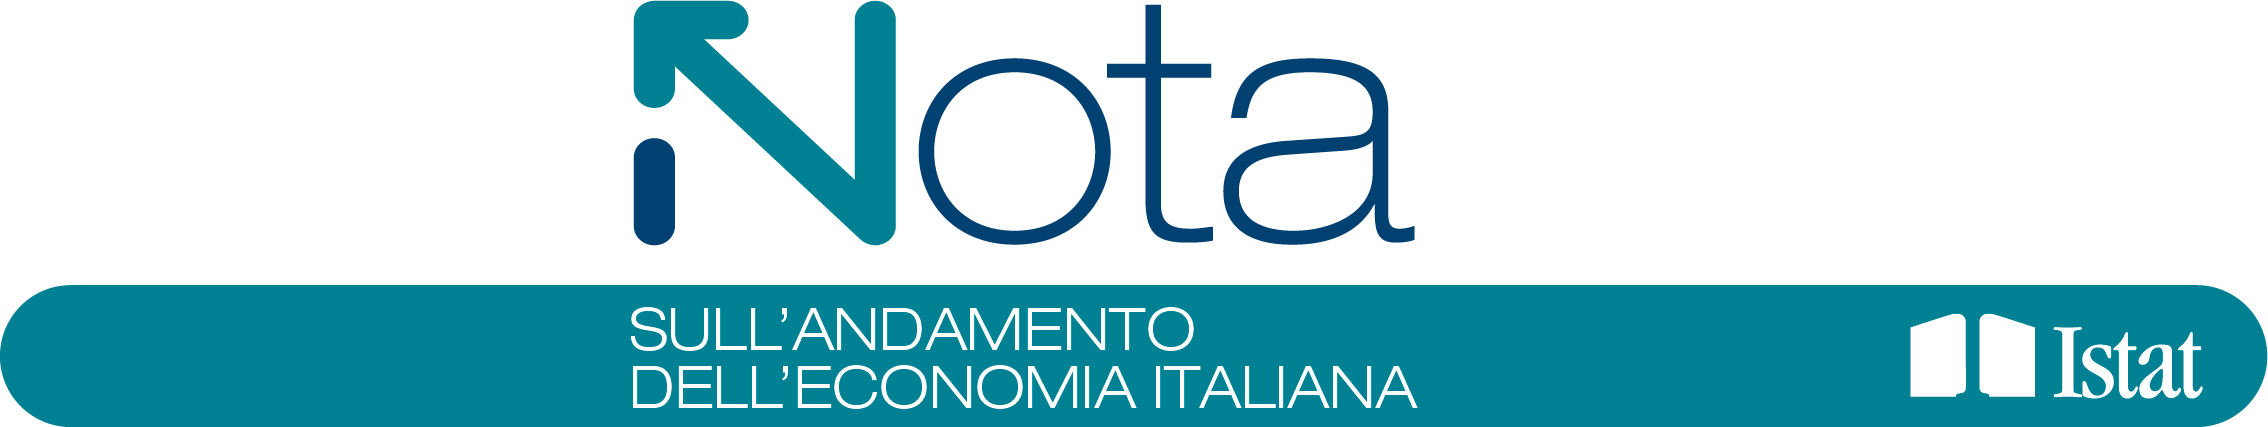 Nota
SULL'ANDAMENTO
DELL'ECONOMIA ITALIANA
Istat